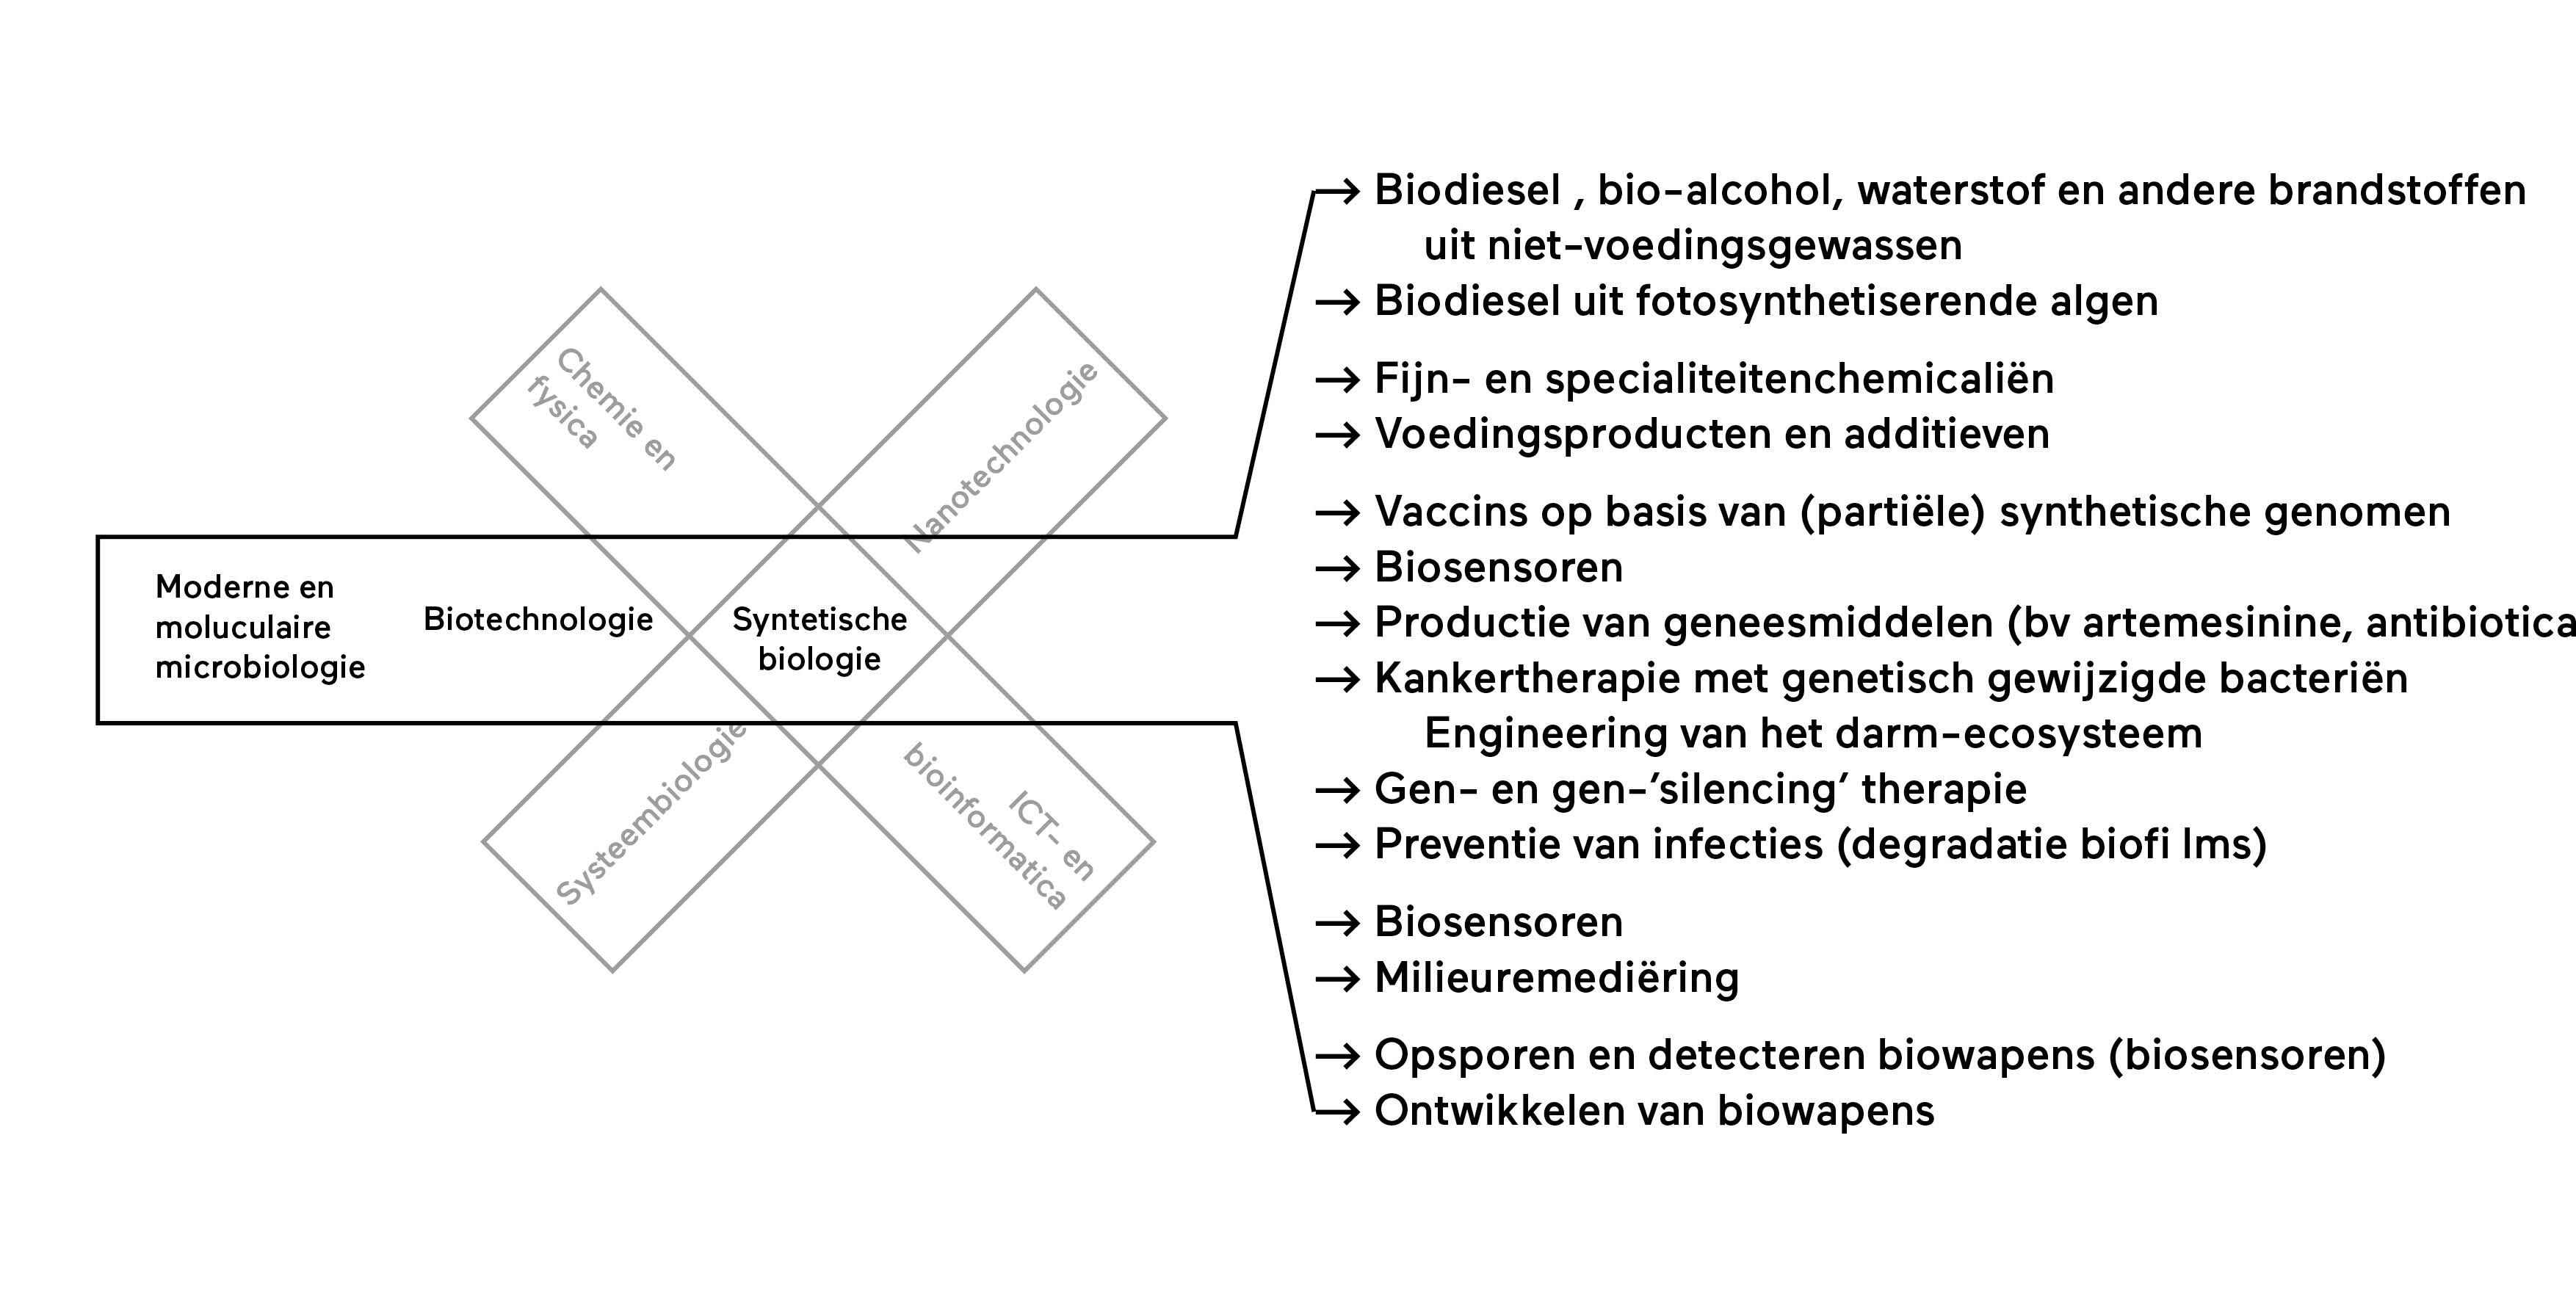 Chemie en
fysica
Nanotechnologie
Moderne en
moluculaire
microbiologie
Biotechnologie
Syntetische
biologie
Systeembiologie
ICT- en
bioinformatica
→ Biodiesel , bio-alcohol, waterstof en andere brandstoffen
uit niet-voedingsgewassen
→ Biodiesel uit fotosynthetiserende algen
→ Fijn- en specialiteitenchemicaliën
→ Voedingsproducten en additieven
→ Vaccins op basis van (partiële) synthetische genomen
→ Biosensoren
→ Productie van geneesmiddelen (bv artemesinine, antibiotica
→ Kankertherapie met genetisch gewijzigde bacteriën
Engineering van het darm-ecosysteem
→ Gen- en gen-’silencing’ therapie
→ Preventie van infecties (degradatie biofi lms)
→ Biosensoren
→ Milieuremediëring
→ Opsporen en detecteren biowapens (biosensoren)
→ Ontwikkelen van biowapens